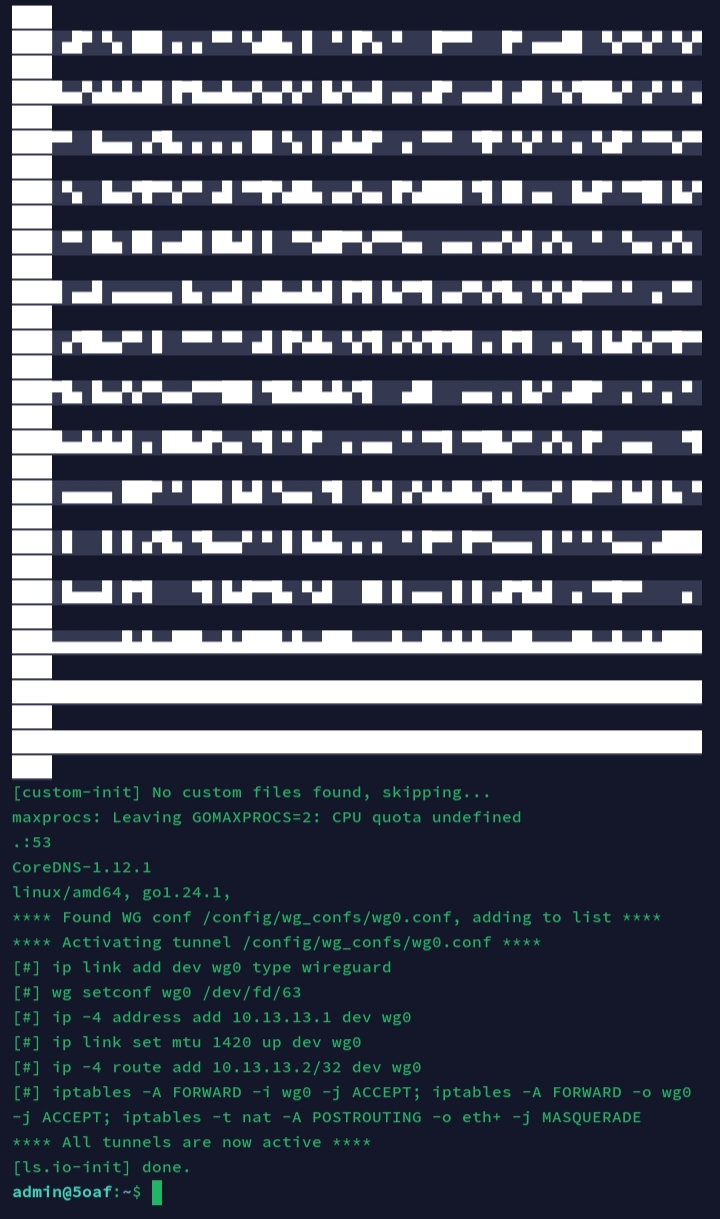 [custom-init] No custom files found, skipping...
maxprocs: Leaving GOMAXPROCS=2: CPU quota undefined
.:53
CoreDNS-1.12.1
linux/amd64, go1.24.1,
**** Found WG conf /config/wg_confs/wg0.conf, adding to list ****
**** Activating tunnel /config/wg_confs/wg0.conf ****
[#] ip link add dev wg0 type wireguard
[#] wg setconf wg0 /dev/fd/63
[#] ip -4 address add 10.13.13.1 dev wg0
[#] ip link set mtu 1420 up dev wg0
[#] ip -4 route add 10.13.13.2/32 dev wg0
[#] iptables -A FORWARD -i wg0 -j ACCEPT; iptables -A FORWARD -o wg0
-j ACCEPT; iptables -t nat -A POSTROUTING -o eth+ -j MASQUERADE
**** All tunnels are now active ****
[ls.io-init] done.
admin@5oaf:~$